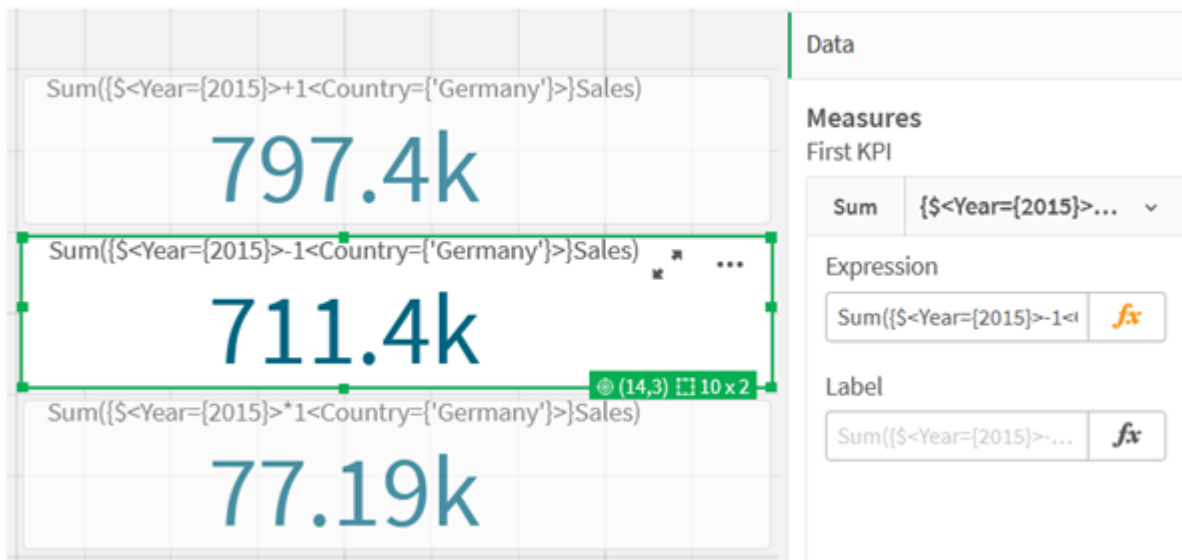 Sum({$<Year={2015}>+1<Country={'Germany'}>}Sales)
797.4k
Sum({$<Year={2015}>-1<Country={'Germany'}>}Sales)
711.4k
(14,3) 10 x 2
Sum({$<Year={2015}>*1<Country={'Germany'}>}Sales)
77.19k
Data
Measures
First KPI
Sum {$<Year={2015}>...
Expression
Sum({$<Year={2015}>-1<( fx
Label
Sum({$<Year={2015}>-... fx